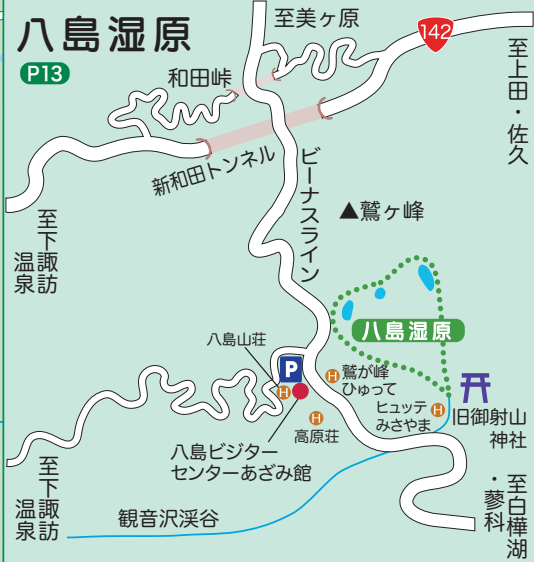 八島湿原
P13
至美ヶ原
142
至上田・佐久
和田峠
新和田トンネル
ビーナスライン
▲鷲ヶ峰
至下諏訪
温泉
八島湿原
八島山荘
P
H
H
鷲が峰
ひゅって
H
高原荘
ヒュッテ
みさやま
H
旧御射山
神社
八島ビジター
センターあざみ館
至下諏訪
温泉
観音沢渓谷
至白樺湖
・蓼科